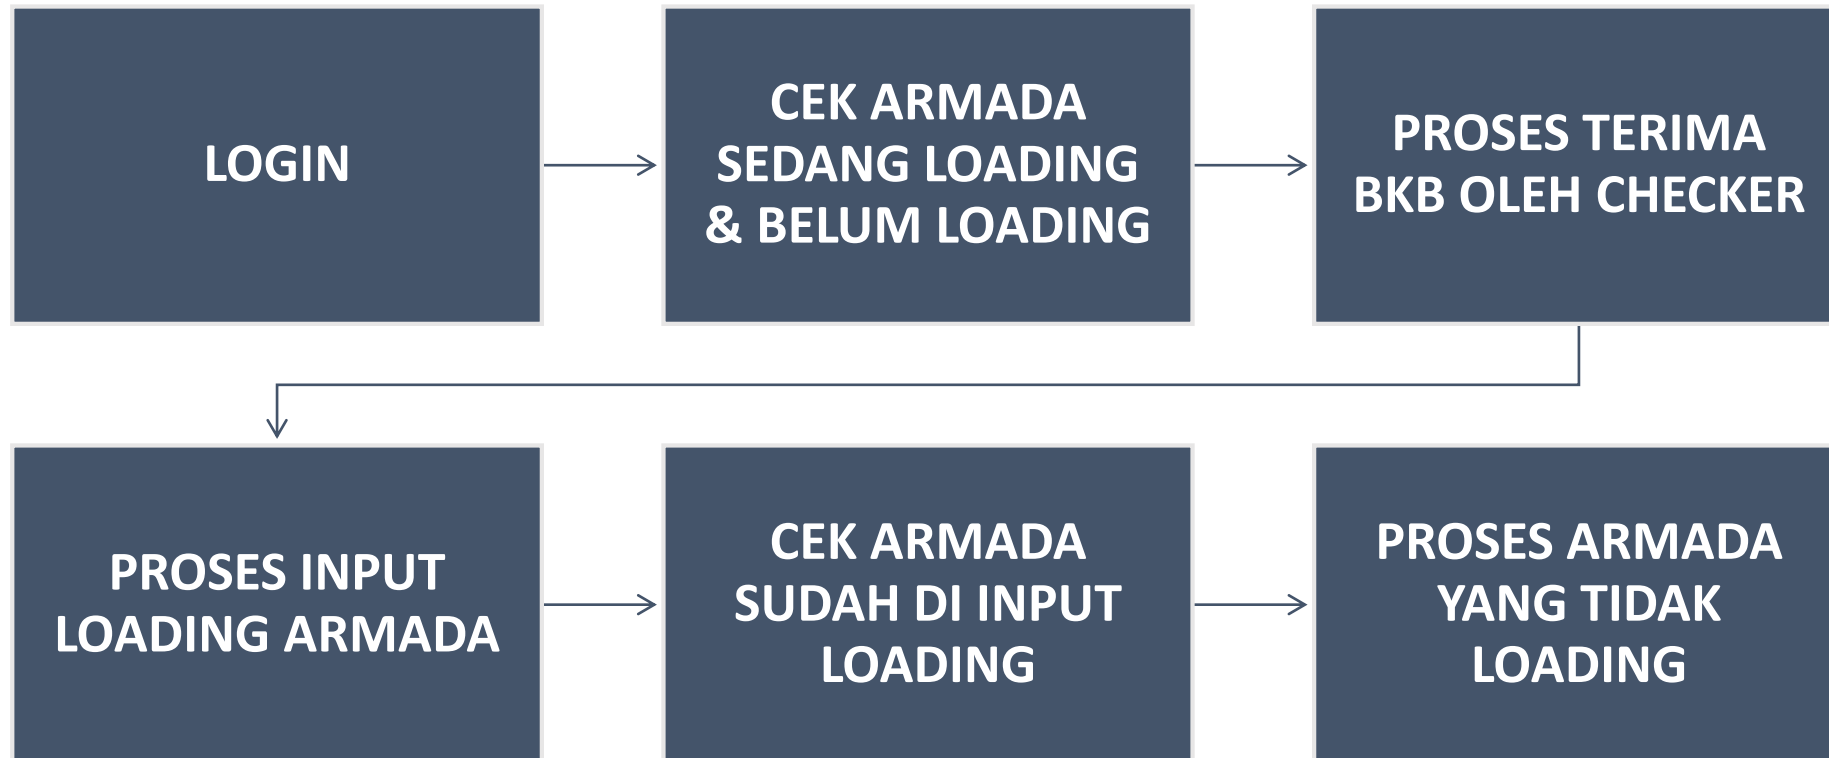 LOGIN
CEK ARMADA
SEDANG LOADING
& BELUM LOADING
PROSES TERIMA
BKB OLEH CHECKER
PROSES INPUT
LOADING ARMADA
CEK ARMADA
SUDAH DI INPUT
LOADING
PROSES ARMADA
YANG TIDAK
LOADING